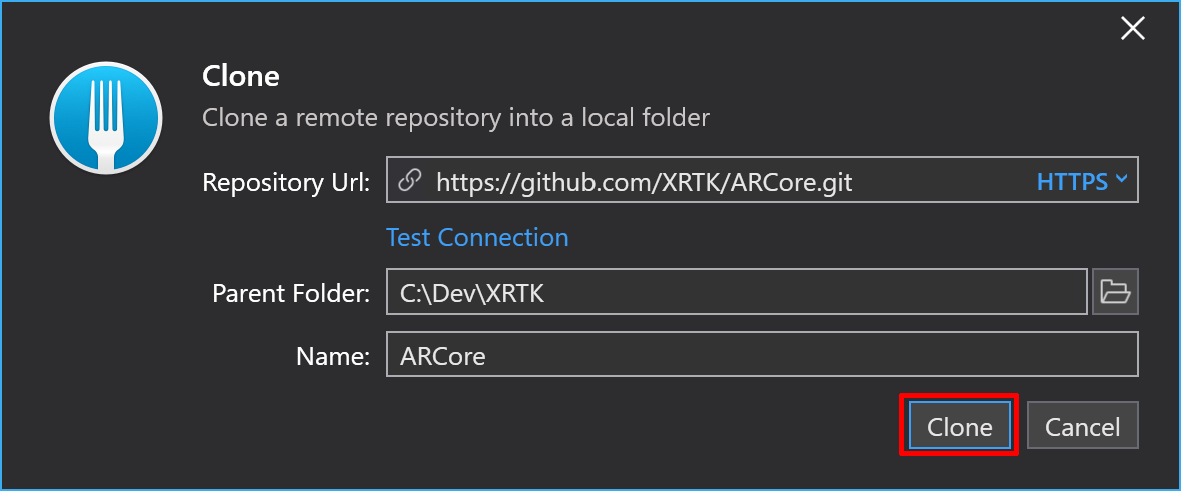 Clone
Clone a remote repository into a local folder
Repository Url: https://github.com/XRTK/ARCore.git HTTPS
Test Connection
Parent Folder: C:\Dev\XRTK
Name: ARCore
Clone Cancel